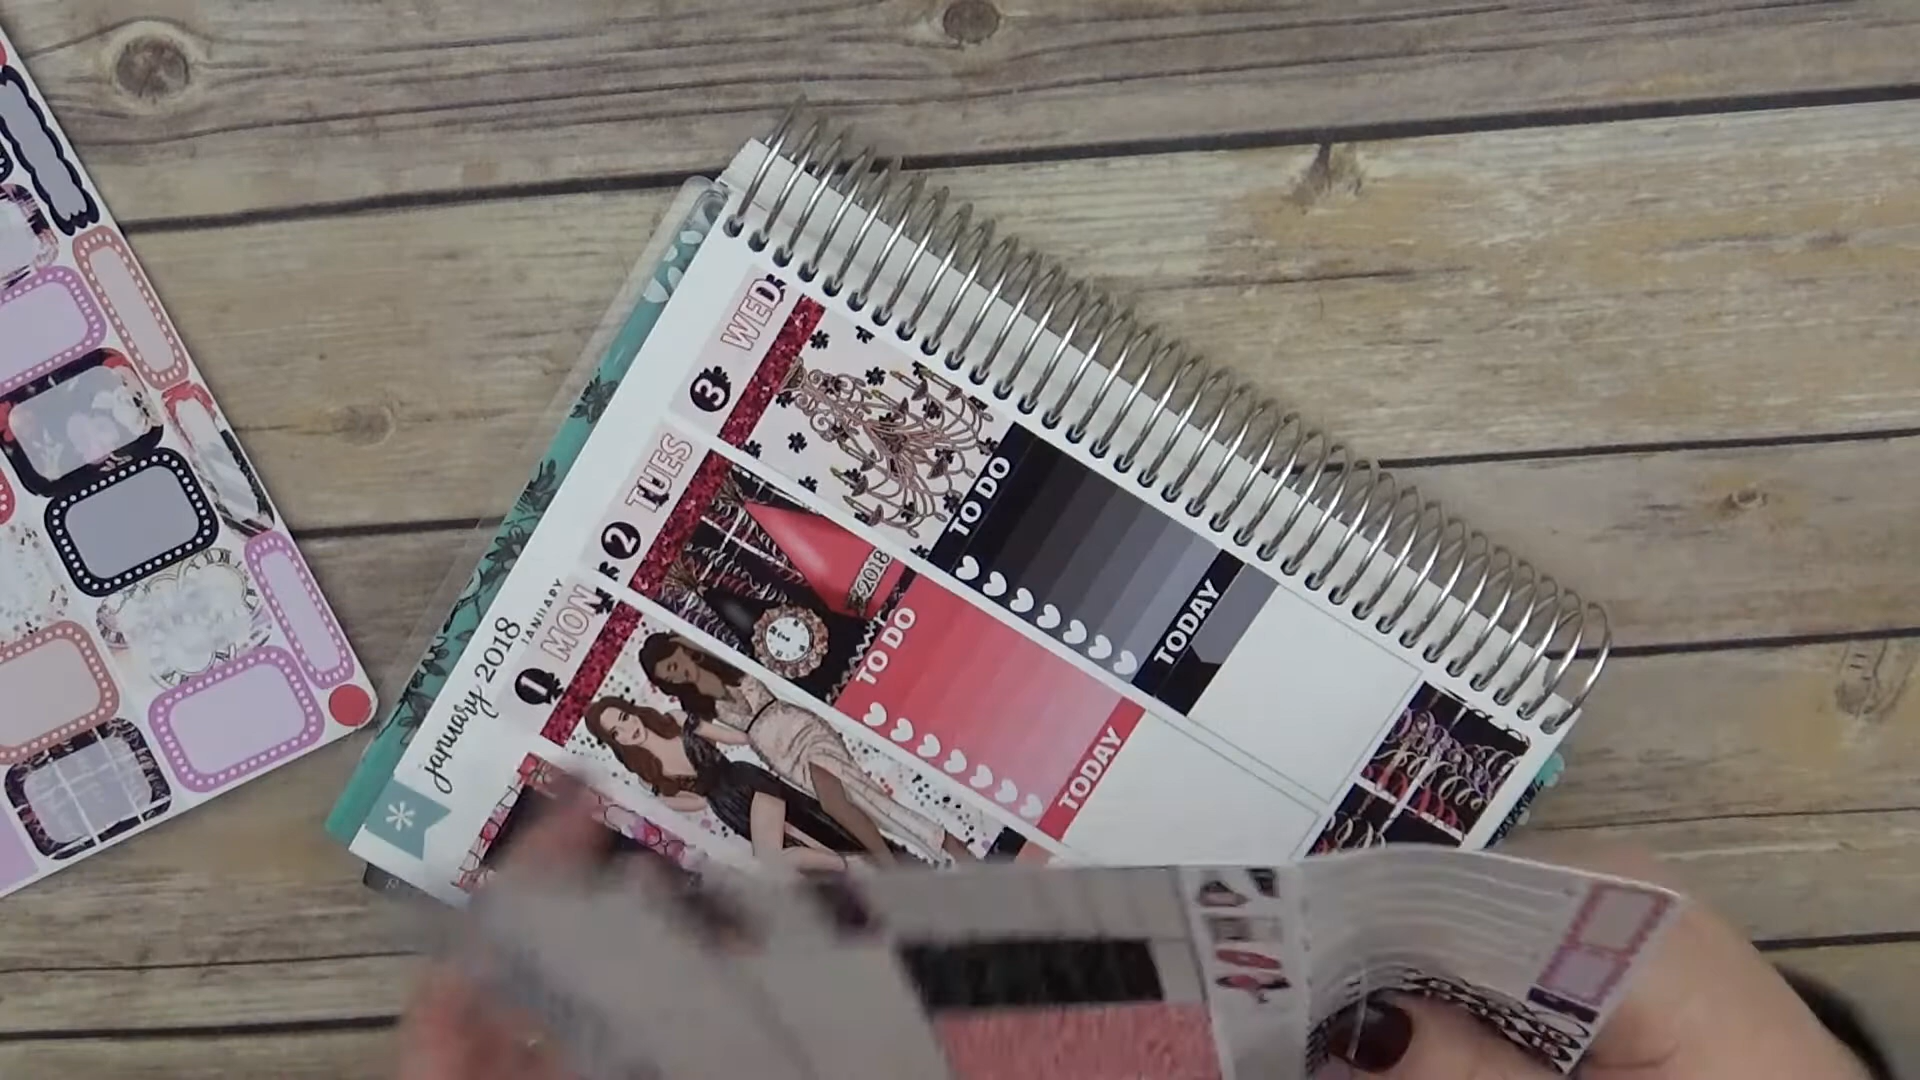 january 2018
JANUARY
1 MON
2 TUES
3 WED
2018
TO DO
TODAY
TO DO
TODAY